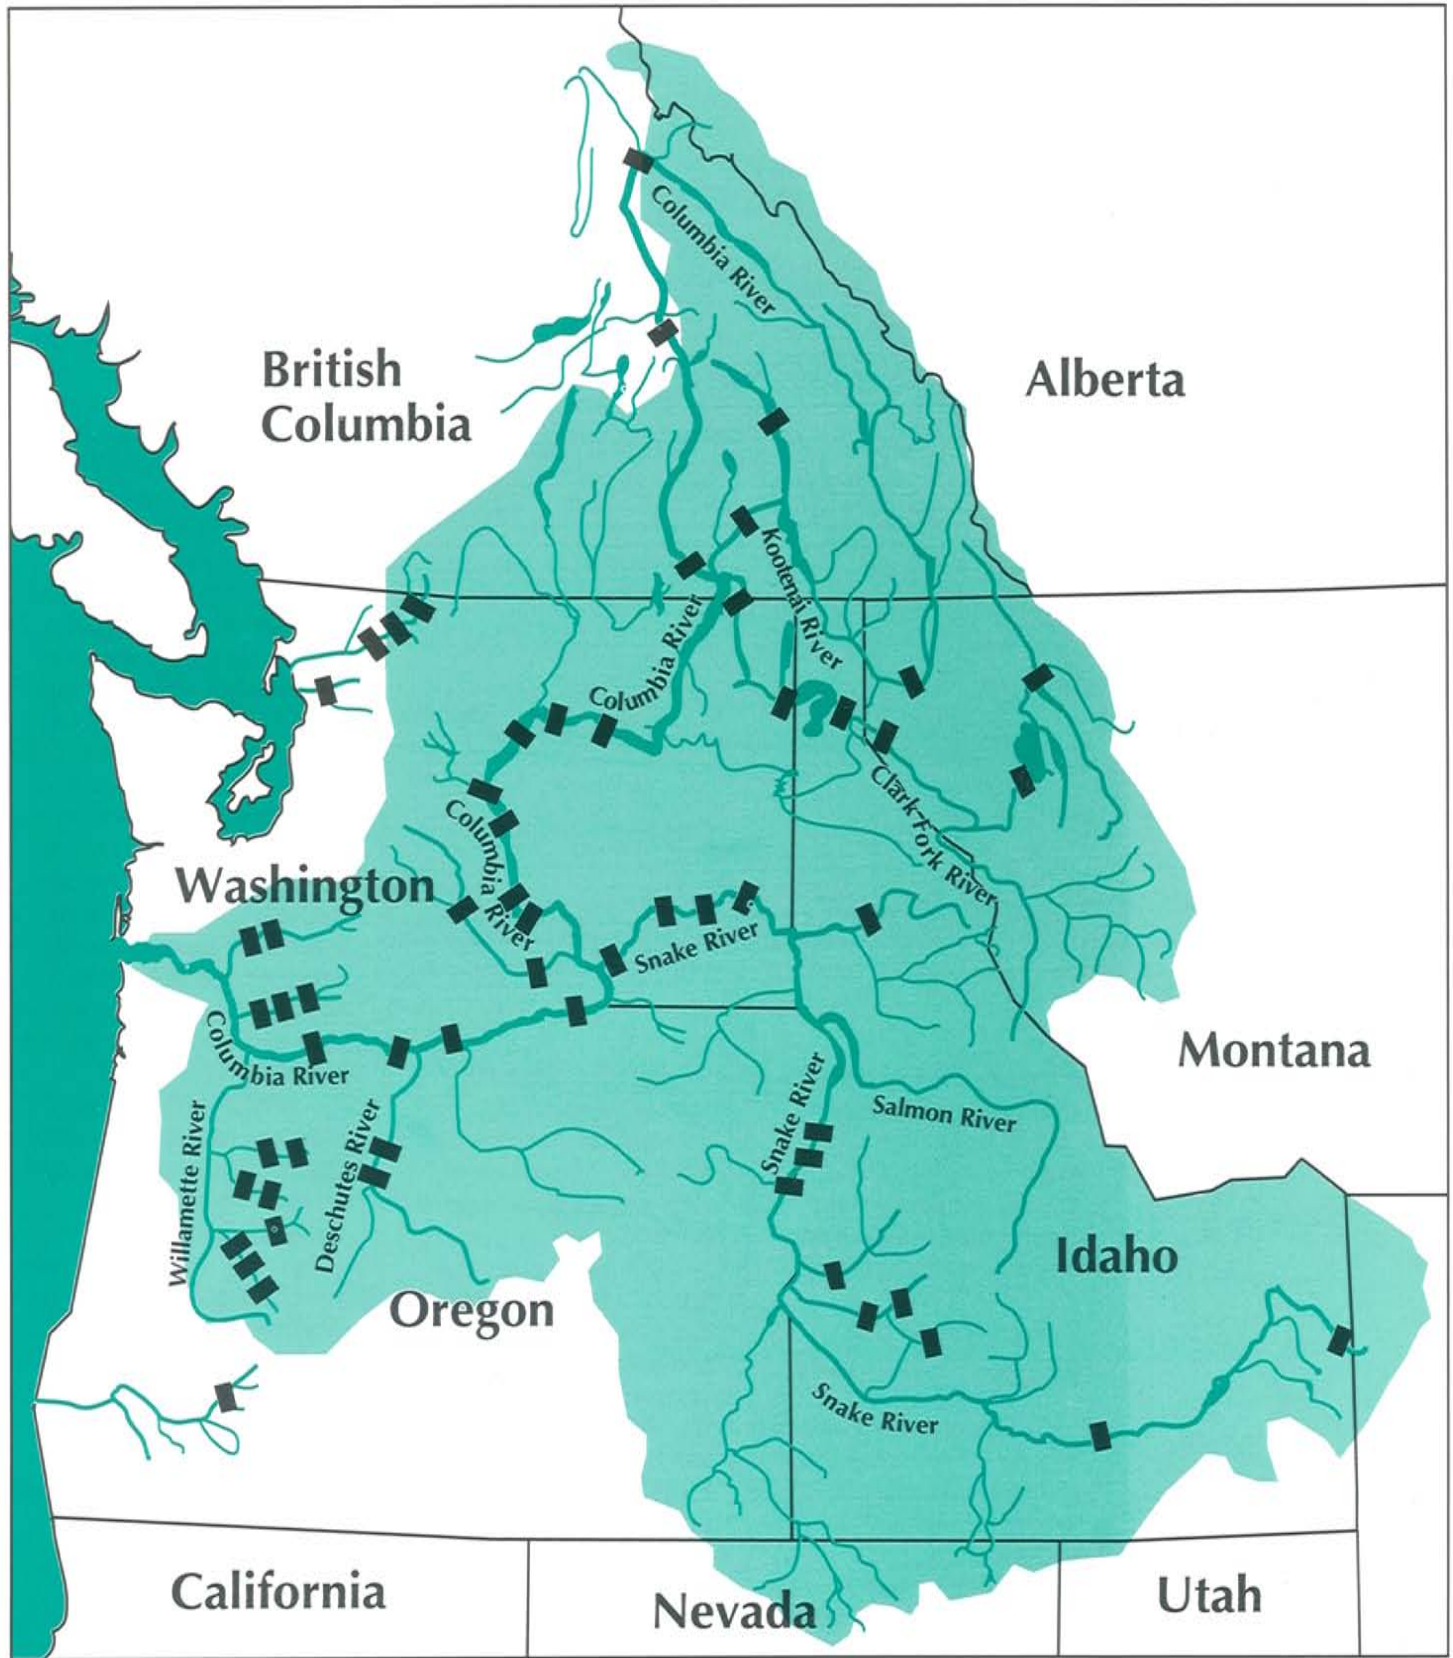 Columbia River
British
Columbia
Alberta
Kootenai River
Columbia River
Clark Fork River
Columbia River
Washington
Snake River
Montana
Columbia River
Snake River
Salmon River
Willamette River
Deschutes River
Idaho
Oregon
Snake River
California
Nevada
Utah